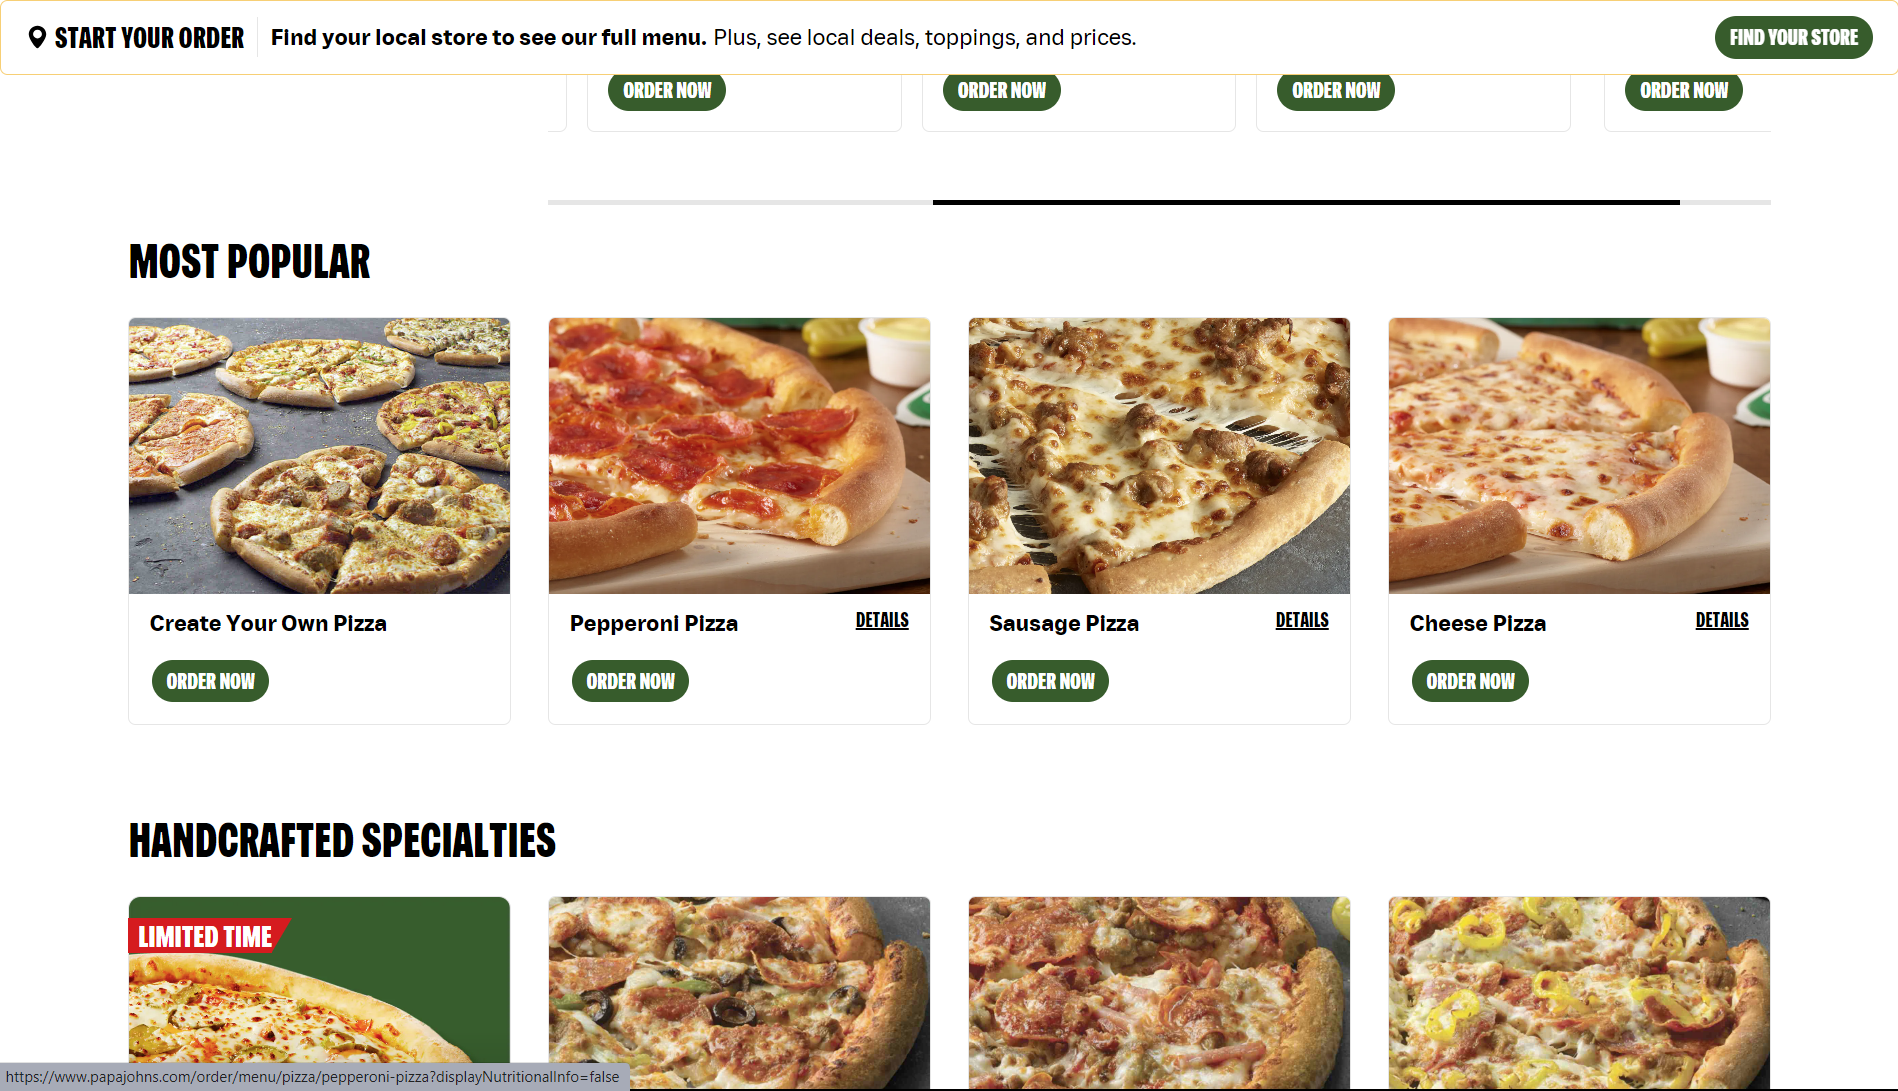 START YOUR ORDER
Find your local store to see our full menu. Plus, see local deals, toppings, and prices.
FIND YOUR STORE
ORDER NOW
ORDER NOW
ORDER NOW
ORDER NOW
MOST POPULAR
Create Your Own Pizza
ORDER NOW
Pepperoni Pizza
DETAILS
ORDER NOW
Sausage Pizza
DETAILS
ORDER NOW
Cheese Pizza
DETAILS
ORDER NOW
HANDCRAFTED SPECIALTIES
LIMITED TIME
https://www.papajohns.com/order/menu/pizza/pepperoni-pizza?displayNutritionalInfo=false